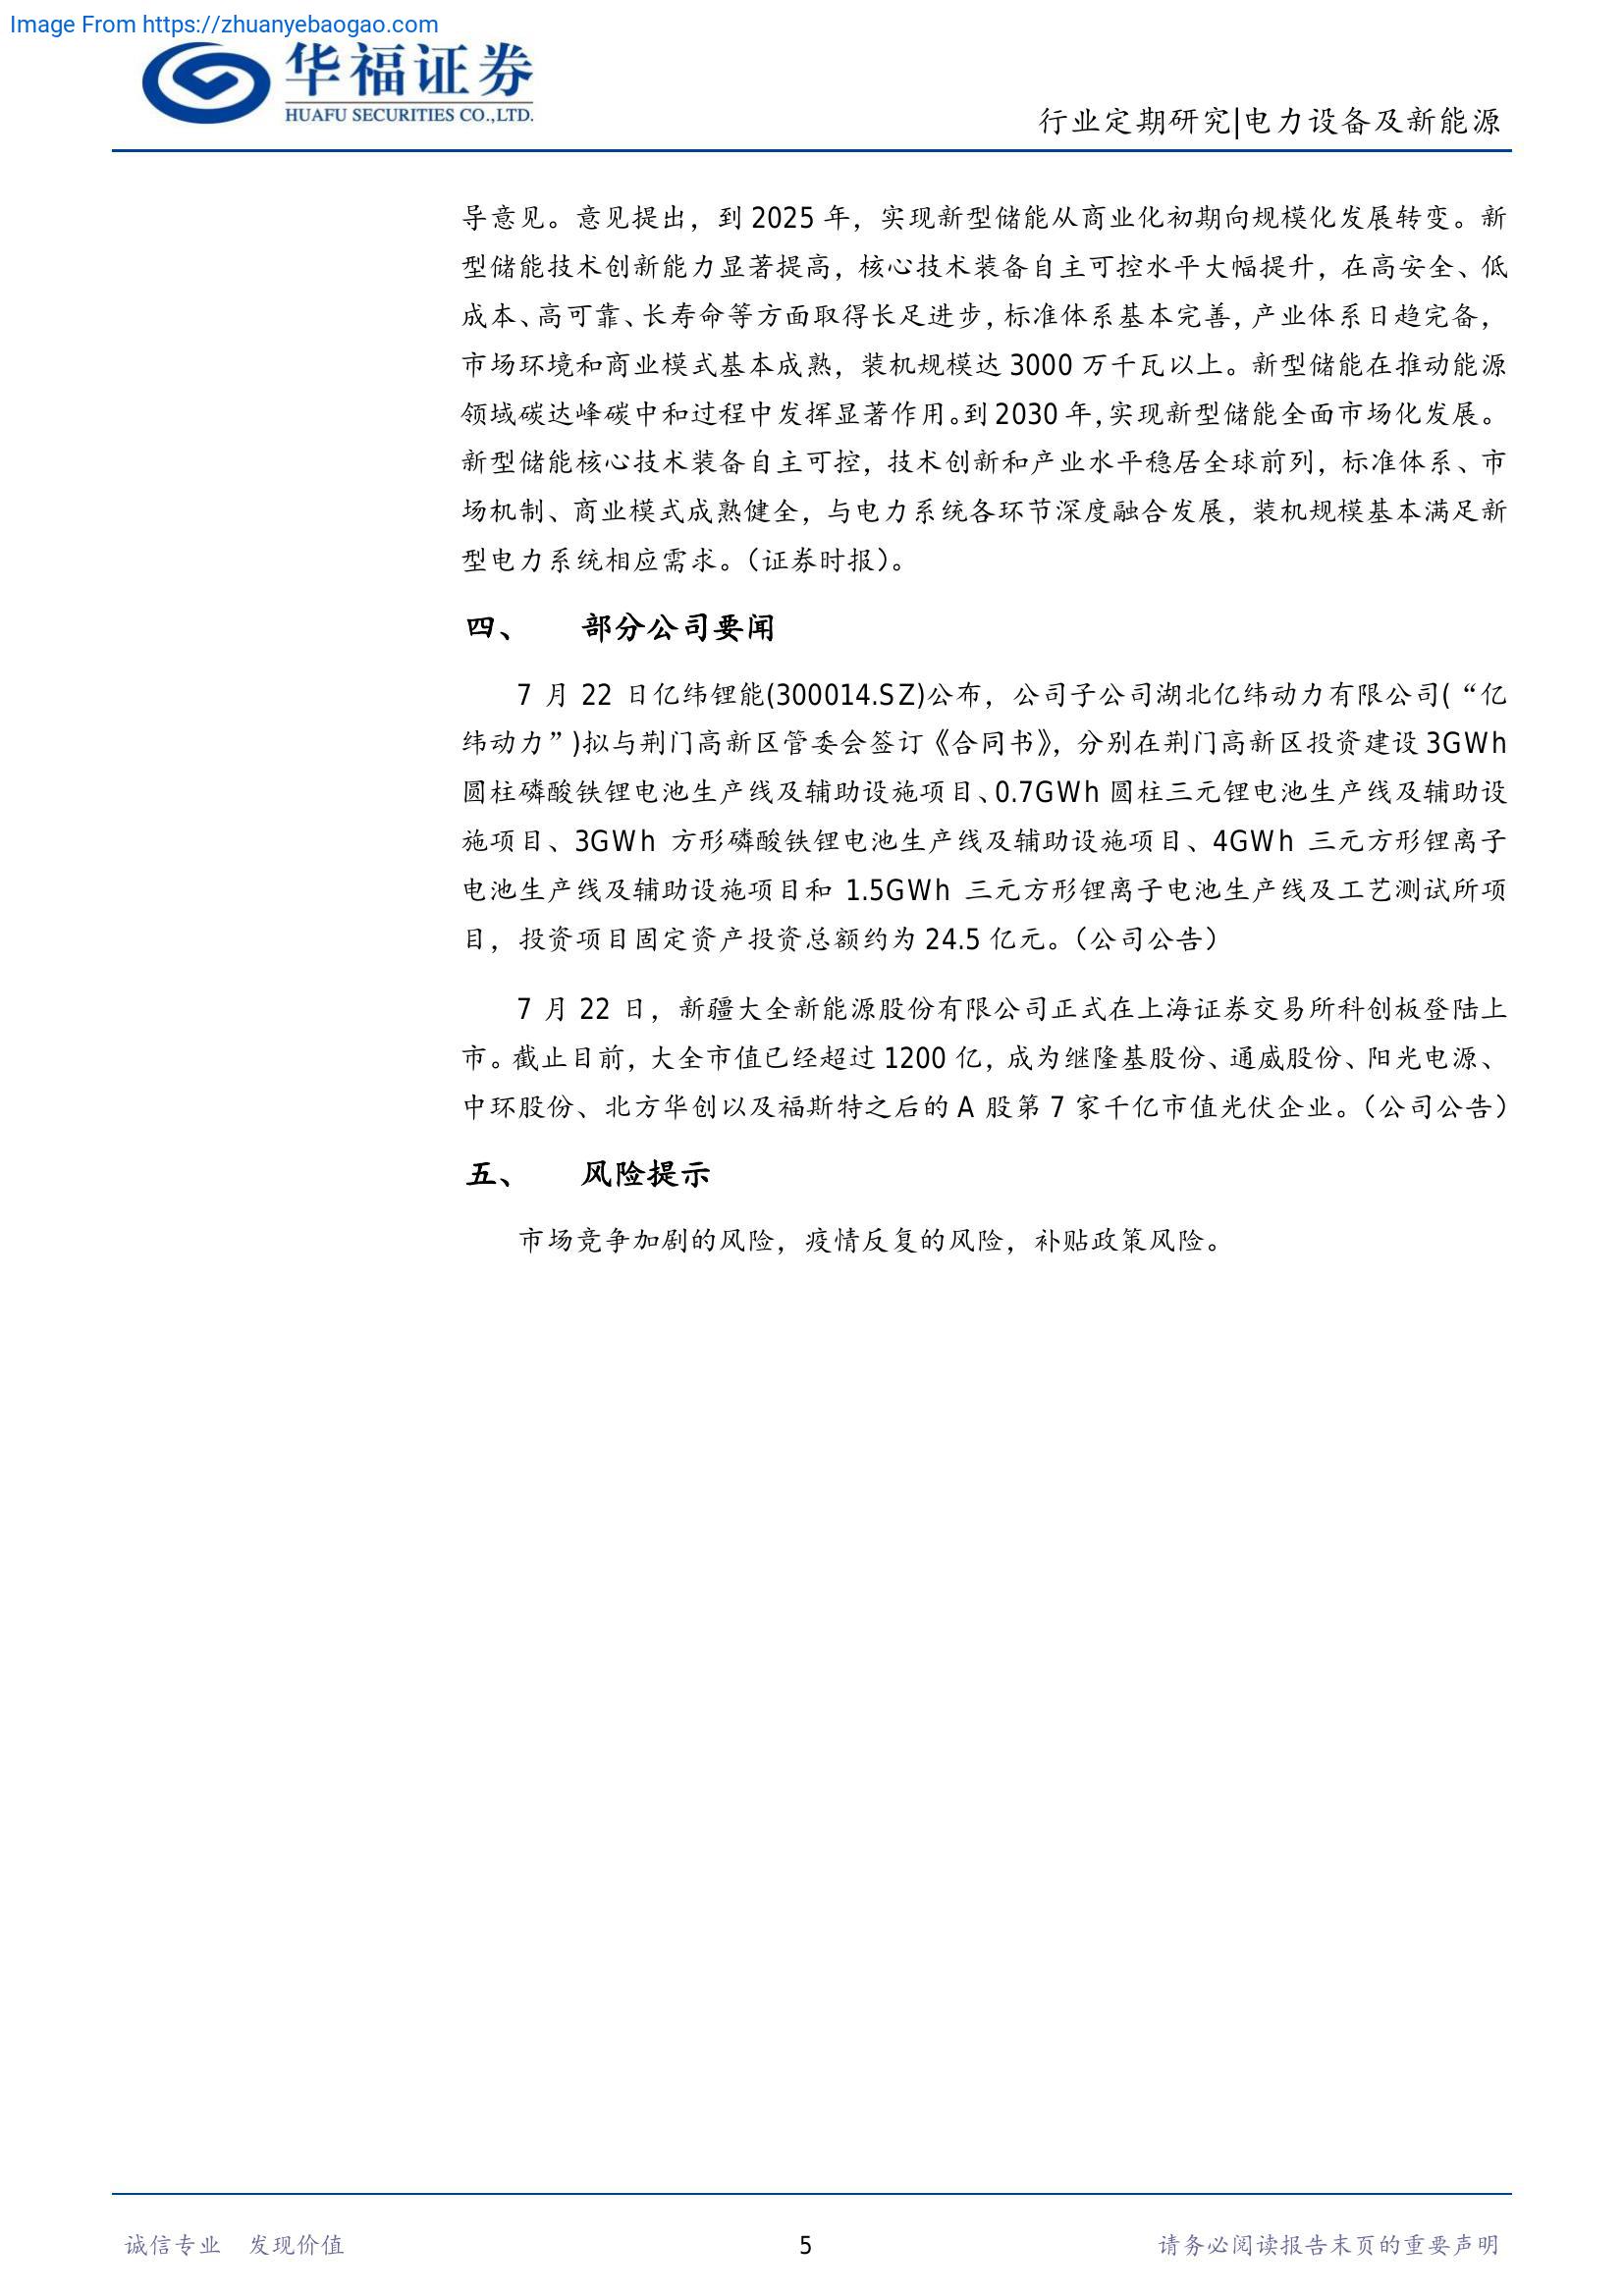 Image From https://zhuanyebaogao.com
华福证券
HUAFU SECURITIES CO.,LTD.
行业定期研究|电力设备及新能源
导意见。意见提出，到 2025 年，实现新型储能从商业化初期向规模化发展转变。新
型储能技术创新能力显著提高，核心技术装备自主可控水平大幅提升，在高安全、低
成本、高可靠、长寿命等方面取得长足进步，标准体系基本完善，产业体系日趋完备，
市场环境和商业模式基本成熟，装机规模达 3000 万千瓦以上。新型储能在推动能源
领域碳达峰碳中和过程中发挥显著作用。到 2030 年，实现新型储能全面市场化发展。
新型储能核心技术装备自主可控，技术创新和产业水平稳居全球前列，标准体系、市
场机制、商业模式成熟健全，与电力系统各环节深度融合发展，装机规模基本满足新
型电力系统相应需求。（证券时报）。
四、 部分公司要闻
7 月 22 日亿纬锂能(300014.SZ)公布，公司子公司湖北亿纬动力有限公司(“亿
纬动力”)拟与荆门高新区管委会签订《合同书》，分别在荆门高新区投资建设 3GWh
圆柱磷酸铁锂电池生产线及辅助设施项目、0.7GWh 圆柱三元锂电池生产线及辅助设
施项目、3GWh 方形磷酸铁锂电池生产线及辅助设施项目、4GWh 三元方形锂离子
电池生产线及辅助设施项目和 1.5GWh 三元方形锂离子电池生产线及工艺测试所项
目，投资项目固定资产投资总额约为 24.5 亿元。（公司公告）
7 月 22 日，新疆大全新能源股份有限公司正式在上海证券交易所科创板登陆上
市。截止目前，大全市值已经超过 1200 亿，成为继隆基股份、通威股份、阳光电源、
中环股份、北方华创以及福斯特之后的 A 股第 7 家千亿市值光伏企业。（公司公告）
五、 风险提示
市场竞争加剧的风险，疫情反复的风险，补贴政策风险。
诚信专业 发现价值
5
请务必阅读报告末页的重要声明